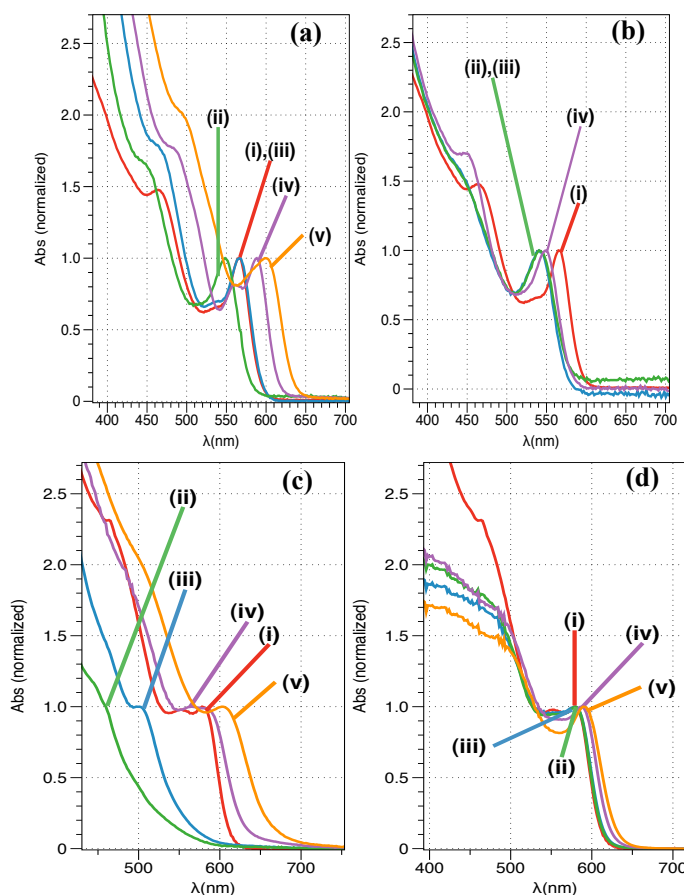 (a)
2.5
2.0
1.5
1.0
0.5
0
Abs (normalized)
(ii)
(i),(iii)
(iv)
(v)
400 450 500 550 600 650 700
λ(nm)
(b)
2.5
2.0
1.5
1.0
0.5
0
Abs (normalized)
(ii),(iii)
(iv)
(i)
400 450 500 550 600 650 700
λ(nm)
(c)
2.5
2.0
1.5
1.0
0.5
0
Abs (normalized)
(ii)
(iii)
(iv)
(i)
(v)
500 600 700
λ(nm)
(d)
2.5
2.0
1.5
1.0
0.5
0
Abs (normalized)
(i)
(iv)
(v)
(iii)
(ii)
400 500 600 700
λ(nm)